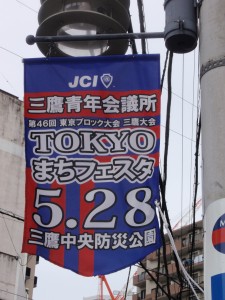 JCI
三鷹青年会議所
第46回 東京ブロック大会 三鷹大会
TOKYO
まちフェスタ
5.28
三鷹中央防災公園